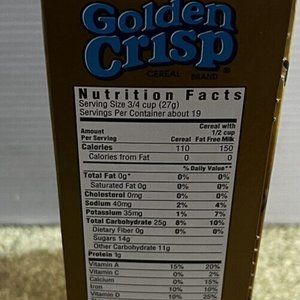 Golden
Crisp
CEREAL BRAND ®
Nutrition Facts
Serving Size 3/4 cup (27g)
Servings Per Container about 19
Cereal with
Amount 1/2 cup
Per Serving Cereal Fat Free Milk
Calories 110 150
Calories from Fat 0 0
% Daily Value**
Total Fat 0g* 0% 0%
Saturated Fat 0g 0% 0%
Cholesterol 0mg 0% 0%
Sodium 40mg 2% 4%
Potassium 35mg 1% 7%
Total Carbohydrate 25g 8% 10%
Dietary Fiber 0g 0% 0%
Sugars 14g
Other Carbohydrate 11g
Protein 1g
Vitamin A 15% 20%
Vitamin C 0% 2%
Calcium 0% 15%
Iron 10% 10%
Vitamin D 10% 25%